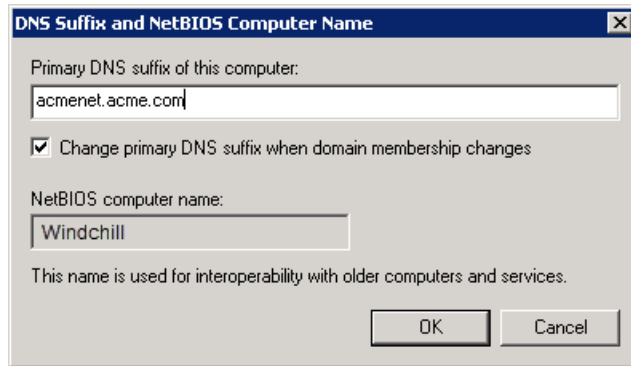 DNS Suffix and NetBIOS Computer Name
Primary DNS suffix of this computer:
acmenet.acme.com
Change primary DNS suffix when domain membership changes
NetBIOS computer name:
Windchill
This name is used for interoperability with older computers and services.
OK
Cancel